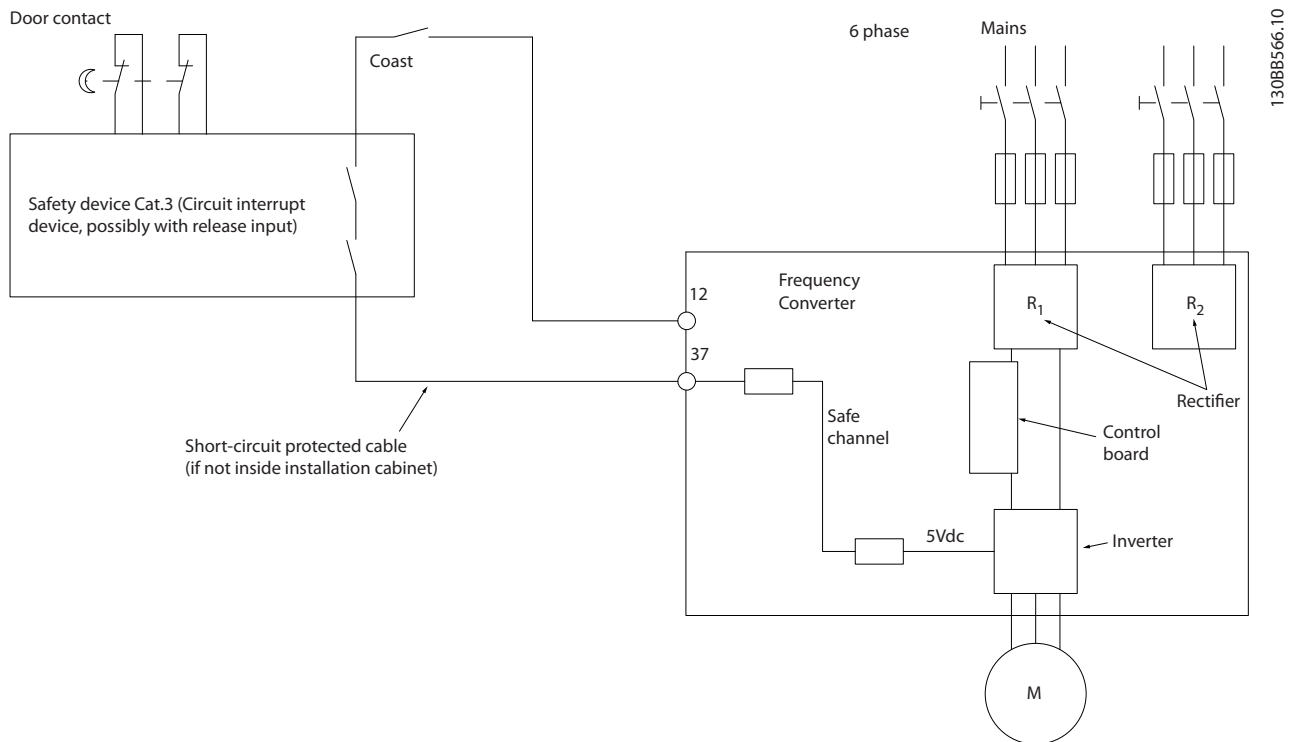 Door contact
Coast
6 phase
Mains
130BB566.10
Safety device Cat.3 (Circuit interrupt
device, possibly with release input)
12
Frequency
Converter
R1
R2
37
Rectifier
Safe
channel
Control
board
Short-circuit protected cable
(if not inside installation cabinet)
5Vdc
Inverter
M